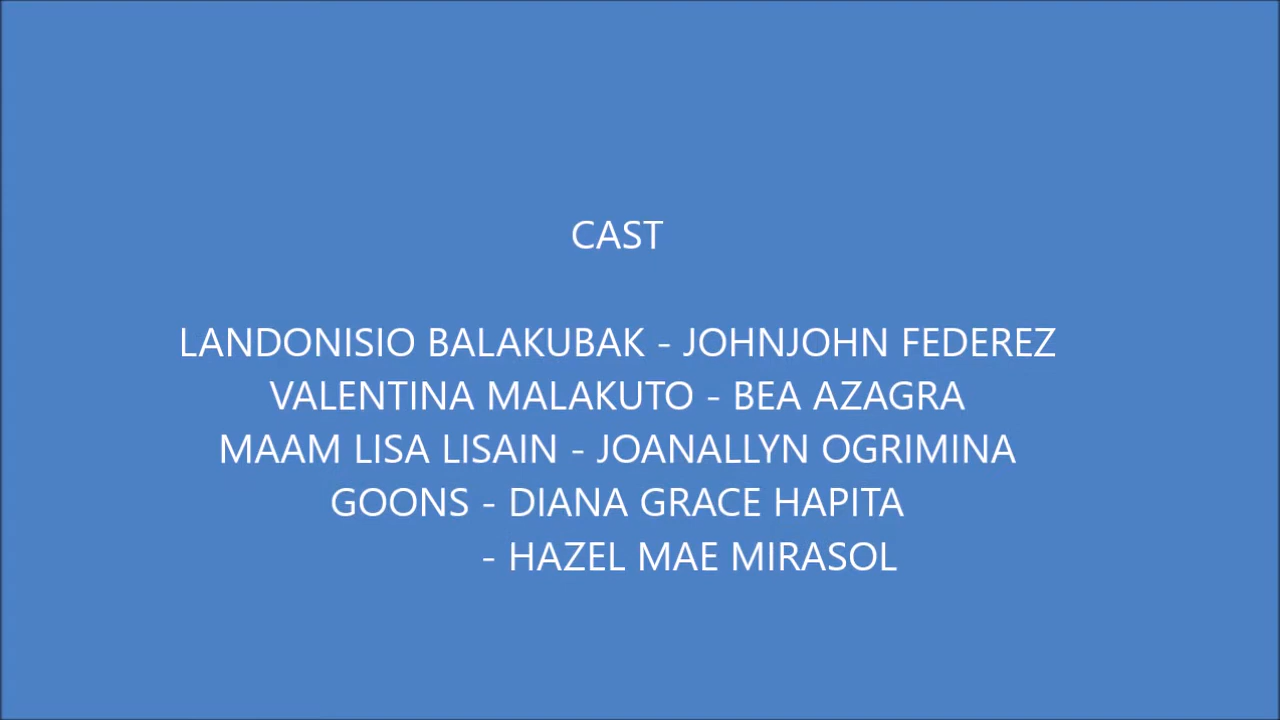 CAST
LANDONISIO BALAKUBAK - JOHNJOHN FEDEREZ
VALENTINA MALAKUTO - BEA AZAGRA
MAAM LISA LISAIN - JOANALLYN OGRIMINA
GOONS - DIANA GRACE HAPITA
- HAZEL MAE MIRASOL